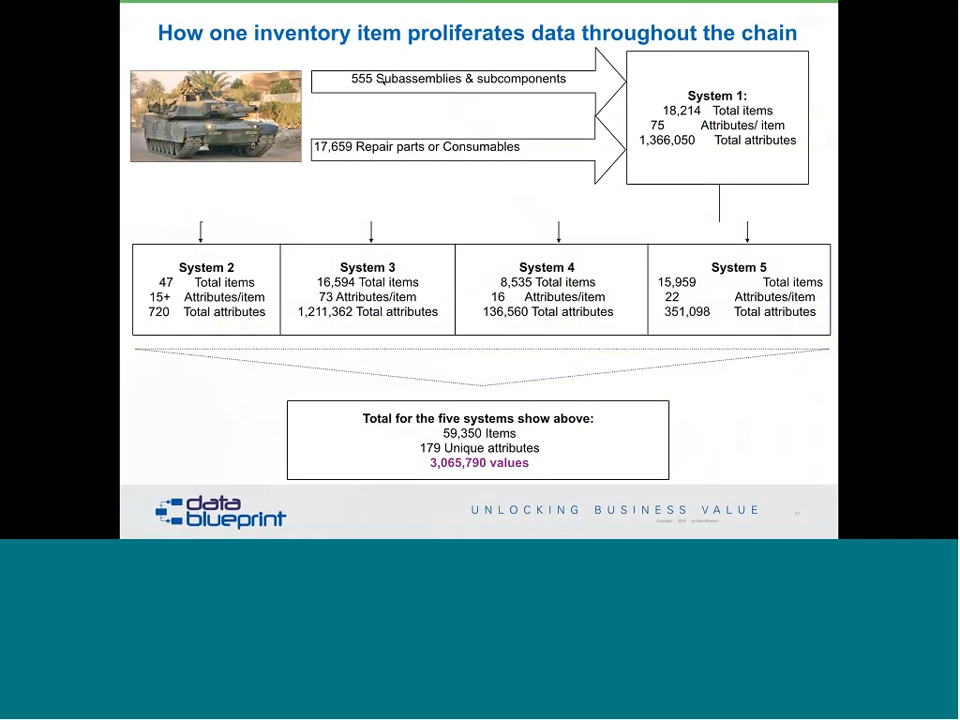 How one inventory item proliferates data throughout the chain
555 Subassemblies & subcomponents
17,659 Repair parts or Consumables
System 1:
18,214 Total items
75 Attributes/ item
1,366,050 Total attributes
System 2
47 Total items
15+ Attributes/item
720 Total attributes
System 3
16,594 Total items
73 Attributes/item
1,211,362 Total attributes
System 4
8,535 Total items
16 Attributes/item
136,560 Total attributes
System 5
15,959 Total items
22 Attributes/item
351,098 Total attributes
Total for the five systems show above:
59,350 Items
179 Unique attributes
3,065,790 values
data
blueprint
UNLOCKING BUSINESS VALUE